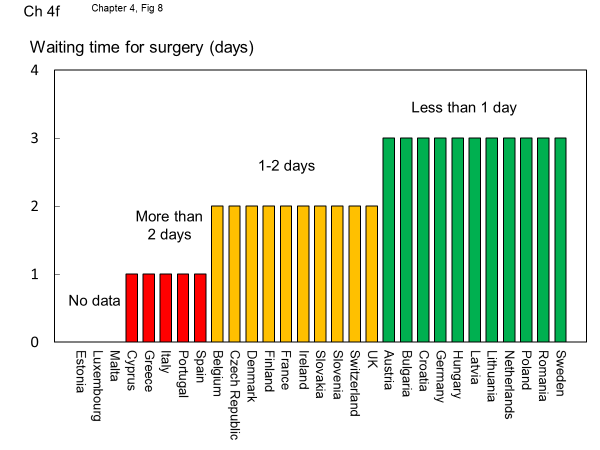 Ch 4f Chapter 4, Fig 8
Waiting time for surgery (days)
4
Less than 1 day
3
1-2 days
2
More than
2 days
1
No data
0
Estonia
Luxembourg
Malta
Cyprus
Greece
Italy
Portugal
Spain
Belgium
Czech Republic
Denmark
Finland
France
Ireland
Slovakia
Slovenia
Switzerland
UK
Austria
Bulgaria
Croatia
Germany
Hungary
Latvia
Lithuania
Netherlands
Poland
Romania
Sweden